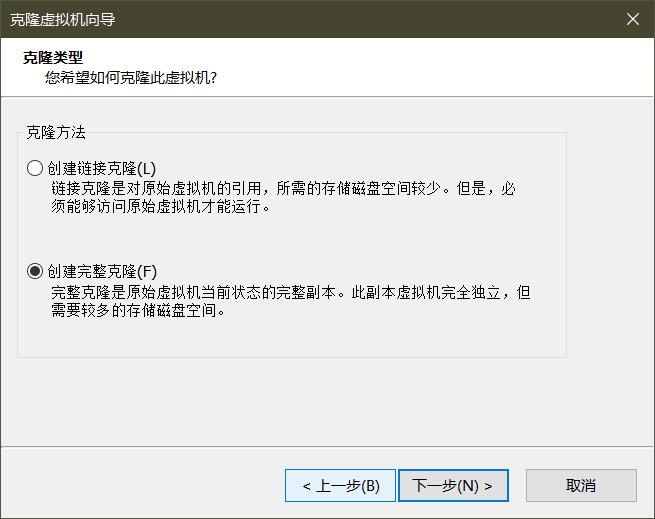 克隆虚拟机向导
克隆类型
您希望如何克隆此虚拟机?
克隆方法
创建链接克隆(L)
链接克隆是对原始虚拟机的引用，所需的存储磁盘空间较少。但是，必
须能够访问原始虚拟机才能运行。
创建完整克隆(F)
完整克隆是原始虚拟机当前状态的完整副本。此副本虚拟机完全独立，但
需要较多的存储磁盘空间。
< 上一步(B) 下一步(N) > 取消